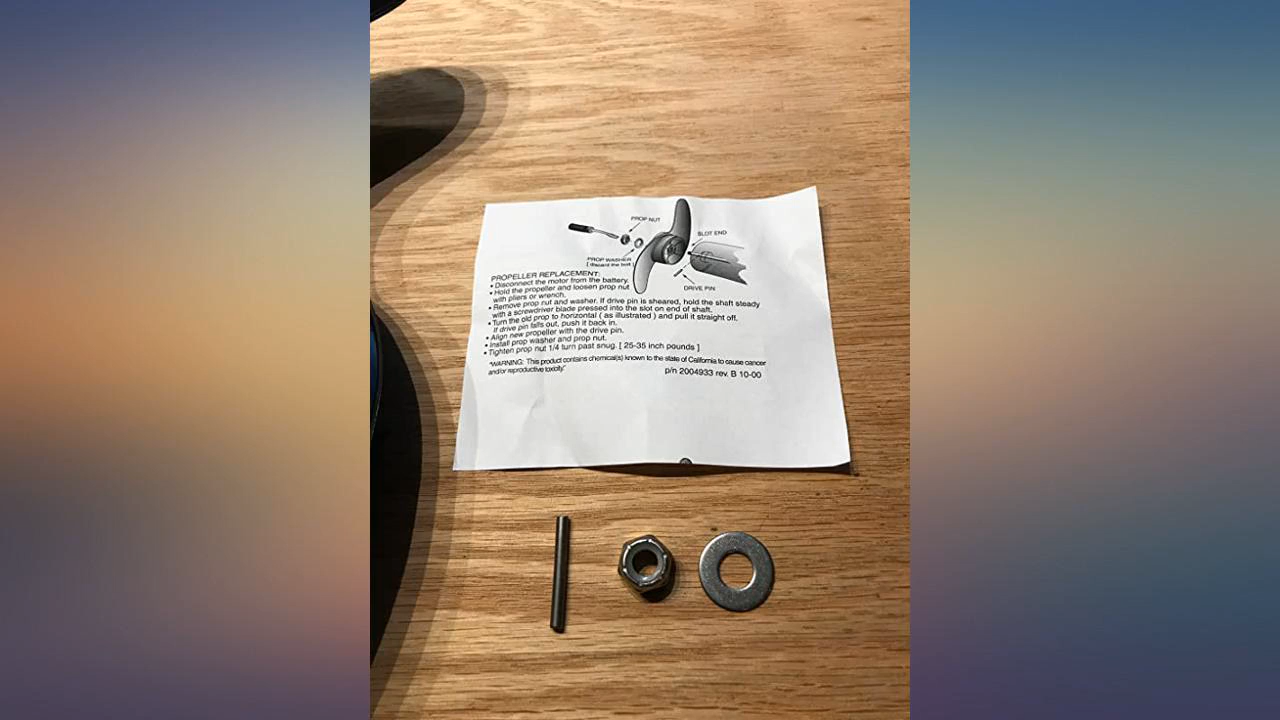 PROP NUT
SLOT END
PROP WASHER
[ discard the bolt ]
DRIVE PIN
PROPELLER REPLACEMENT:
• Disconnect the motor from the battery.
• Hold the propeller and loosen prop nut
with pliers or wrench.
• Remove prop nut and washer. If drive pin is sheared, hold the shaft steady
with a screwdriver blade pressed into the slot on end of shaft.
• Turn the old prop to horizontal ( as illustrated ) and pull it straight off.
If drive pin falls out, push it back in.
• Align new propeller with the drive pin.
• Install prop washer and prop nut.
• Tighten prop nut 1/4 turn past snug. [ 25-35 inch pounds ]
"WARNING: This product contains chemical(s) known to the state of California to cause cancer
and/or reproductive toxicity."
p/n 2004933 rev. B 10-00